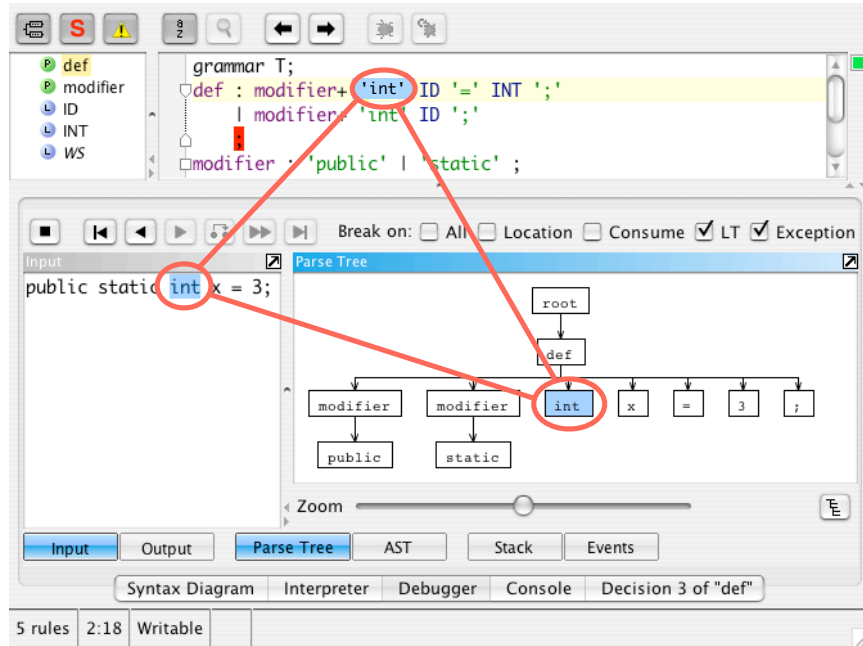 S a z
P def
P modifier
L ID
L INT
L WS
grammar T;
def : modifier+ 'int' ID '=' INT ';'
| modifier+ 'int' ID ';'
;
modifier : 'public' | 'static' ;
Break on: All Location Consume LT Exception
Input
Parse Tree
public static int x = 3;
root
def
modifier modifier int x = 3 ;
public static
Zoom
Input Output Parse Tree AST Stack Events
Syntax Diagram Interpreter Debugger Console Decision 3 of "def"
5 rules 2:18 Writable